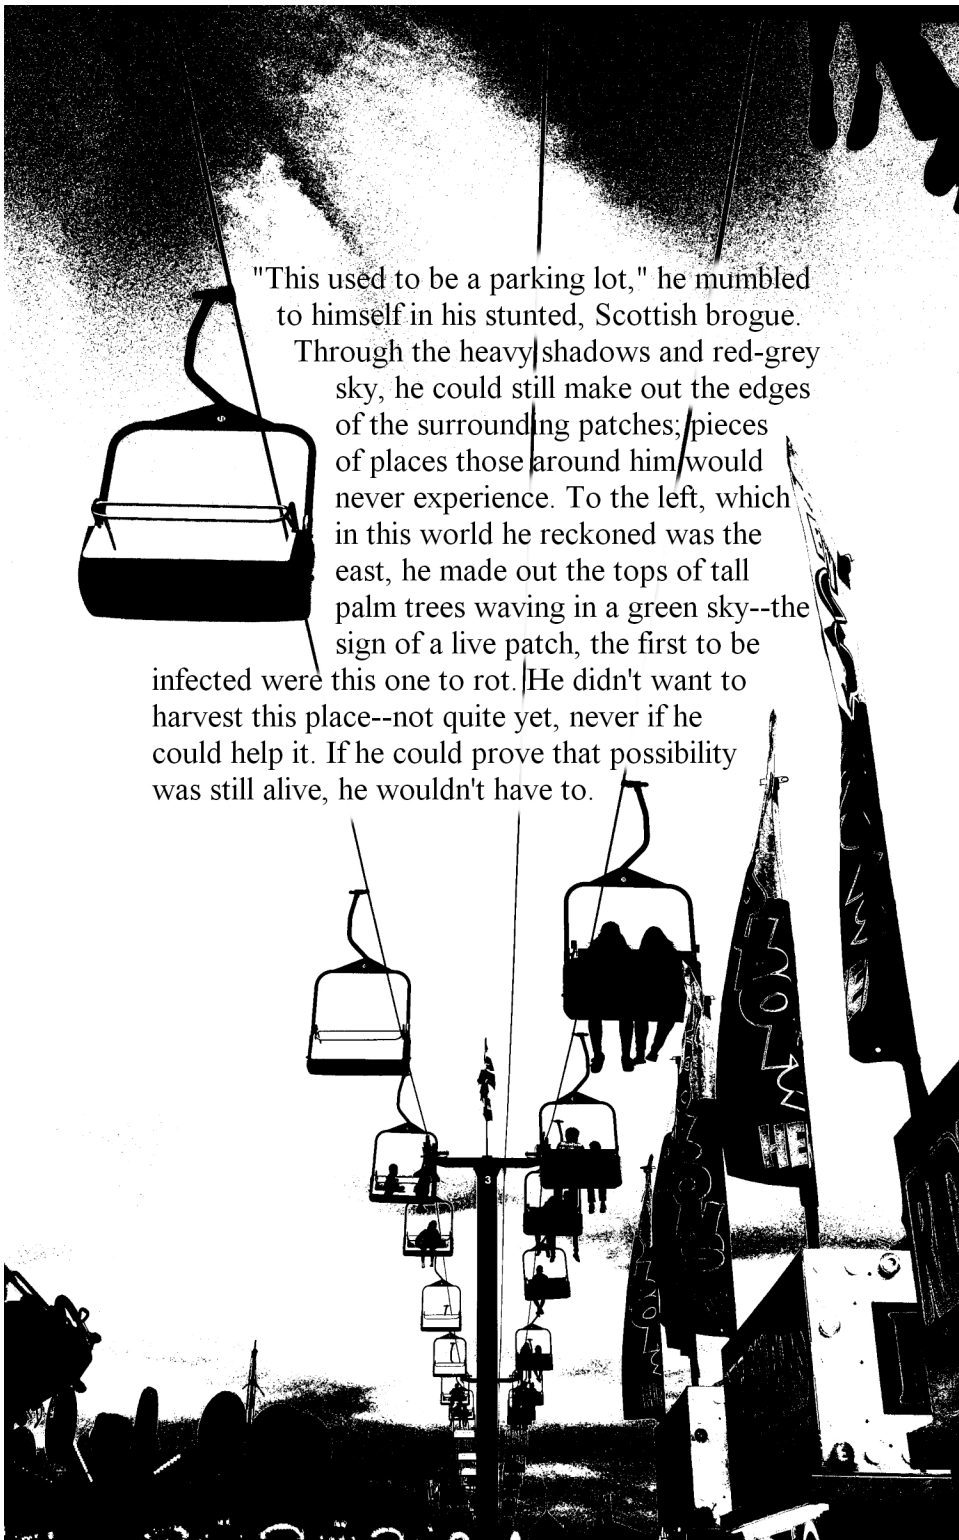 "This used to be a parking lot," he mumbled
to himself in his stunted, Scottish brogue.
Through the heavy shadows and red-grey
sky, he could still make out the edges
of the surrounding patches; pieces
of places those around him would
never experience. To the left, which
in this world he reckoned was the
east, he made out the tops of tall
palm trees waving in a green sky--the
sign of a live patch, the first to be
infected were this one to rot. He didn't want to
harvest this place--not quite yet, never if he
could help it. If he could prove that possibility
was still alive, he wouldn't have to.
3
HE